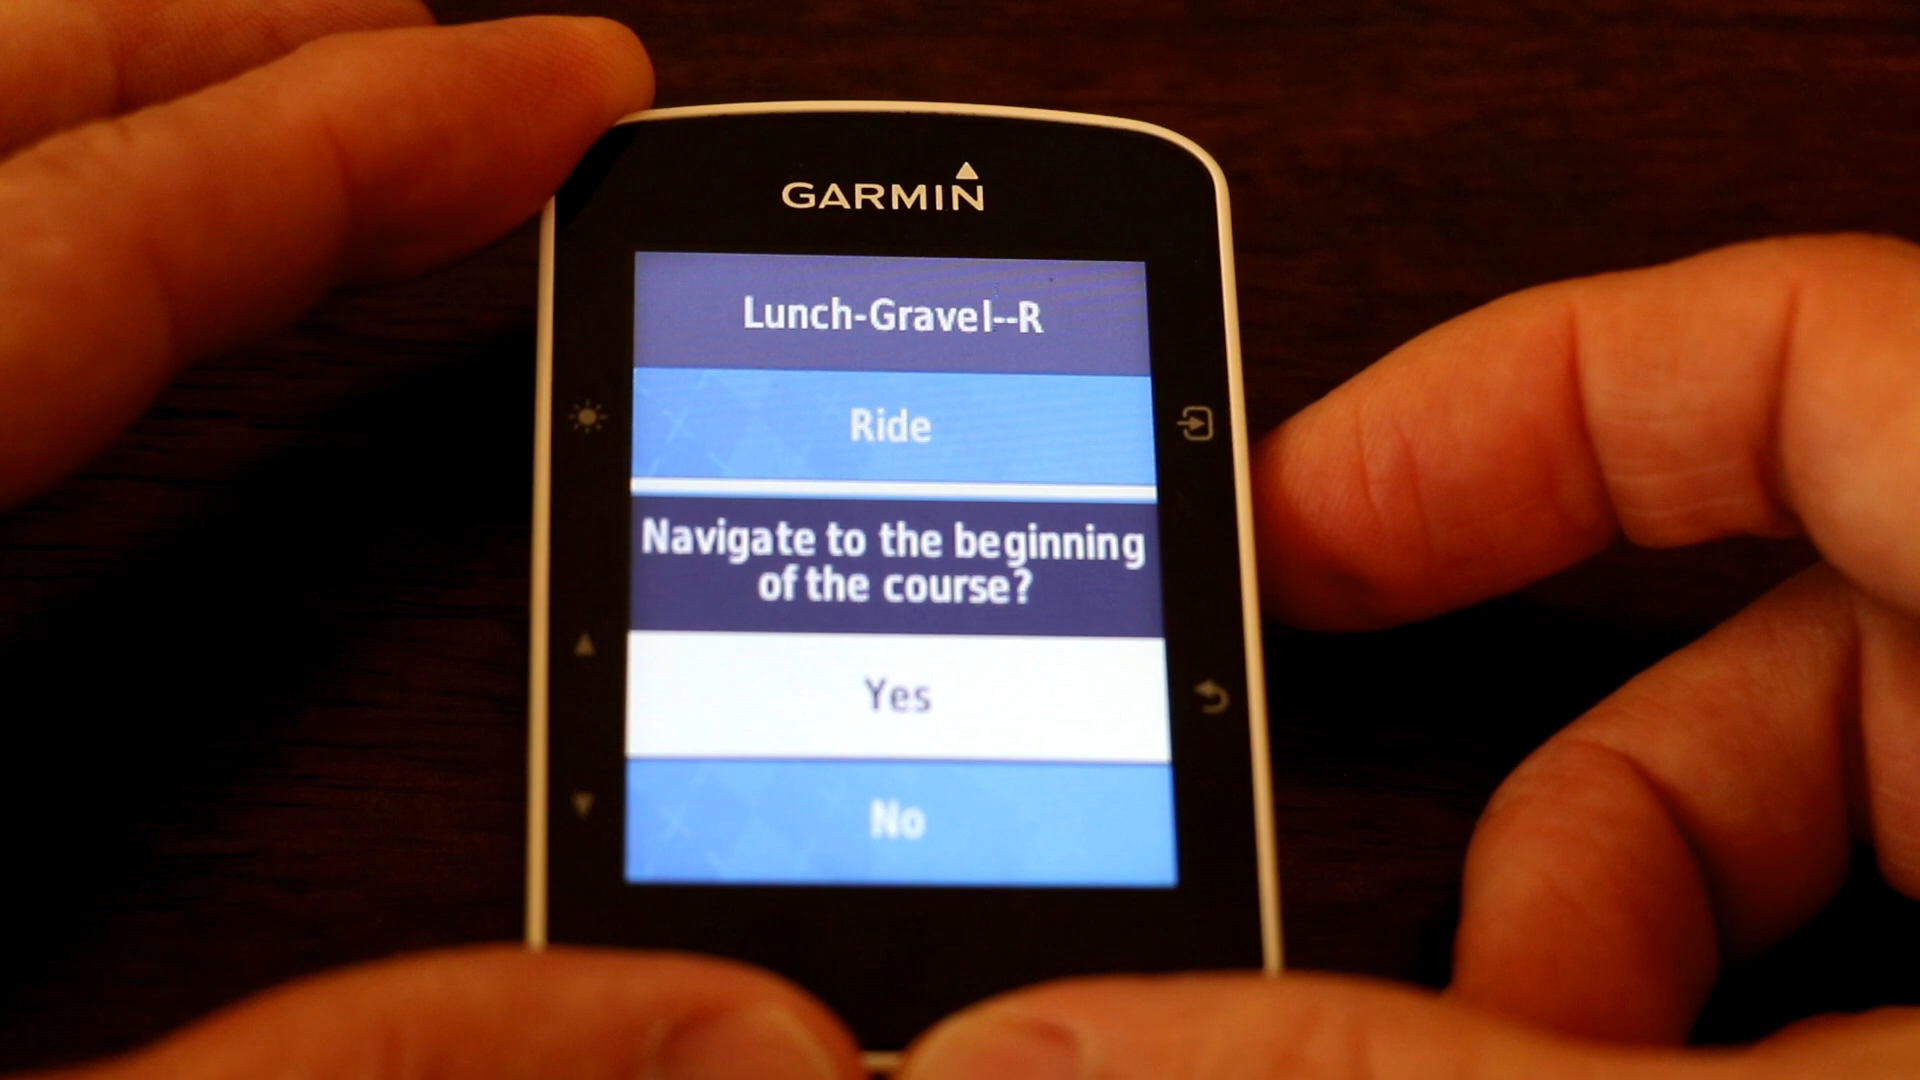 GARMIN
Lunch-Gravel--R
Ride
Navigate to the beginning
of the course?
Yes
No